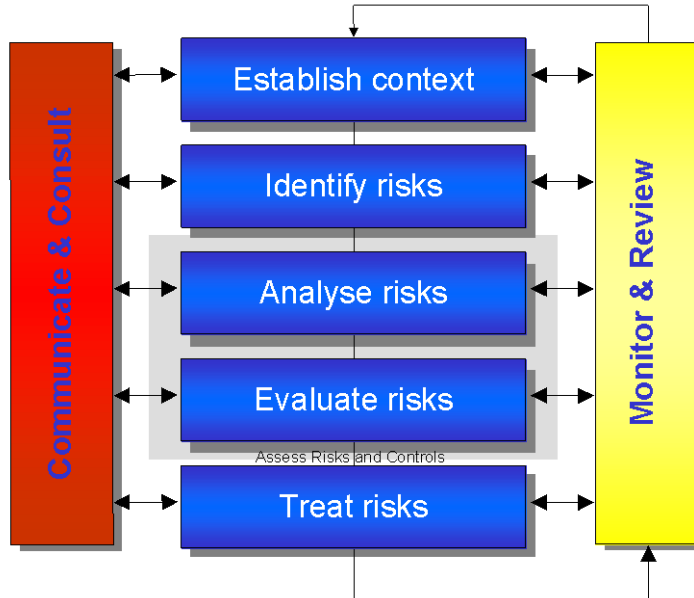 Establish context
Communicate & Consult
Identify risks
Analyse risks
Monitor & Review
Evaluate risks
Assess Risks and Controls
Treat risks